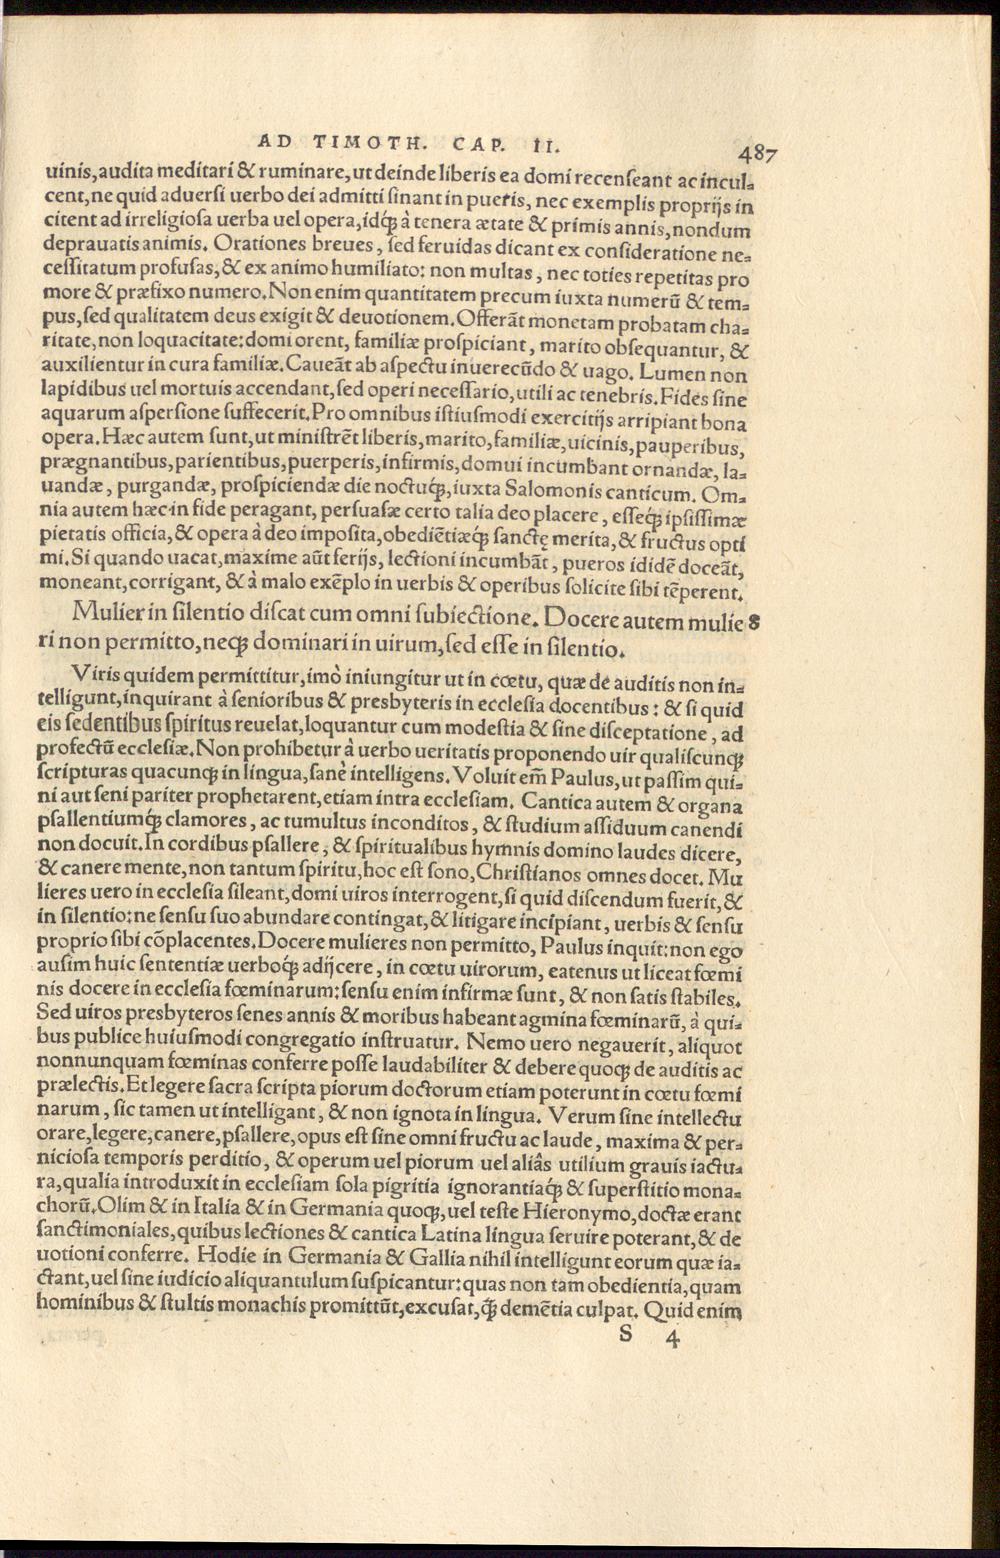 AD TIMOTH. CAP. II. 487
uinis,audita meditari & ruminare,ut deinde liberis ea domi recenseant ac incul-
cent,ne quid aduersi uerbo dei admitti sinant in pueris, nec exemplis proprijs in
citent ad irreligiosa uerba uel opera,idq́ꝫ à tenera ætate & primis annis,nondum
deprauatis animis. Orationes breues, sed feruidas dicant ex consideratione ne-
cessitatum profusas,& ex animo humiliato: non multas, nec toties repetitas pro
more & præfixo numero.Non enim quantitatem precum iuxta numerū & tem-
pus,sed qualitatem deus exigit & deuotionem.Offerāt monetam probatam cha-
ritate,non loquacitate:domi orent, familiæ prospiciant, marito obsequantur, &
auxilientur in cura familiæ.Caueāt ab aspectu inuerecūdo & uago. Lumen non
lapidibus uel mortuis accendant,sed operi necessario,utili ac tenebris.Fides sine
aquarum aspersione suffecerit.Pro omnibus istiusmodi exercitijs arripiant bona
opera.Hæc autem sunt,ut ministrēt liberis,marito,familiæ,uicinis,pauperibus,
prægnantibus,parientibus,puerperis,infirmis,domui incumbant ornandæ, la-
uandæ, purgandæ, prospiciendæ die noctuq́ꝫ,iuxta Salomonis canticum. Om-
nia autem hæc in fide peragant, persuasæ certo talia deo placere, esseq́ꝫ ipsissimæ
pietatis officia,& opera à deo imposita,obediētiæq́ꝫ sanctę merita,& fructus opti
mi.Si quando uacat,maxime aūt ferijs, lectioni incumbāt, pueros ididē doceāt,
moneant,corrigant, & à malo exēplo in uerbis & operibus solicite sibi tēperent.
Mulier in silentio discat cum omni subiectione. Docere autem mulie S
ri non permitto,neqꝫ dominari in uirum,sed esse in silentio.
Viris quidem permittitur,imò iniungitur ut in cœtu, quæ de auditis non in-
telligunt,inquirant à senioribus & presbyteris in ecclesia docentibus: & si quid
eis sedentibus spiritus reuelat,loquantur cum modestia & sine disceptatione, ad
profectū ecclesiæ.Non prohibetur à uerbo ueritatis proponendo uir qualiscunqꝫ
scripturas quacunqꝫ in lingua,sanè intelligens.Voluit em̄ Paulus,ut passim qui-
ni aut seni pariter prophetarent,etiam intra ecclesiam. Cantica autem & organa
psallentiumq́ꝫ clamores, ac tumultus inconditos, & studium assiduum canendi
non docuit.In cordibus psallere, & spiritualibus hymnis domino laudes dicere,
& canere mente,non tantum spiritu,hoc est sono,Christianos omnes docet. Mu
lieres uero in ecclesia sileant,domi uiros interrogent,si quid discendum fuerit,&
in silentio:ne sensu suo abundare contingat,& litigare incipiant, uerbis & sensu
proprio sibi cōplacentes.Docere mulieres non permitto, Paulus inquit:non ego
ausim huic sententiæ uerboq́ꝫ adijcere, in cœtu uirorum, eatenus ut liceat fœmi
nis docere in ecclesia fœminarum:sensu enim infirmæ sunt, & non satis stabiles.
Sed uiros presbyteros senes annis & moribus habeant agmina fœminarū, à qui-
bus publice huiusmodi congregatio instruatur. Nemo uero negauerit, aliquot
nonnunquam fœminas conferre posse laudabiliter & debere quoqꝫ de auditis ac
prælectis.Et legere sacra scripta piorum doctorum etiam poterunt in cœtu fœmi
narum, sic tamen ut intelligant, & non ignota in lingua. Verum sine intellectu
orare,legere,canere,psallere,opus est sine omni fructu ac laude, maxima & per-
niciosa temporis perditio, & operum uel piorum uel aliâs utilium grauis iactu-
ra,qualia introduxit in ecclesiam sola pigritia ignorantiaq́ꝫ & superstitio mona-
chorū.Olim & in Italia & in Germania quoqꝫ,uel teste Hieronymo,doctæ erant
sanctimoniales,quibus lectiones & cantica Latina lingua seruire poterant,& de
uotioni conferre. Hodie in Germania & Gallia nihil intelligunt eorum quæ ia-
ctant,uel sine iudicio aliquantulum suspicantur:quas non tam obedientia,quam
hominibus & stultis monachis promittūt,excusat,q́ꝫ demētia culpat. Quid enim
S 4